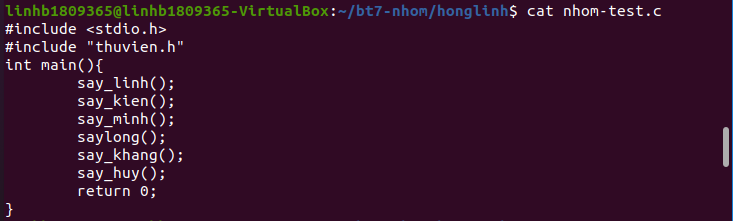 linhb1809365@linhb1809365-VirtualBox:~/bt7-nhom/honglinh$ cat nhom-test.c
#include <stdio.h>
#include "thuvien.h"
int main(){
        say_linh();
        say_kien();
        say_minh();
        saylong();
        say_khang();
        say_huy();
        return 0;
}